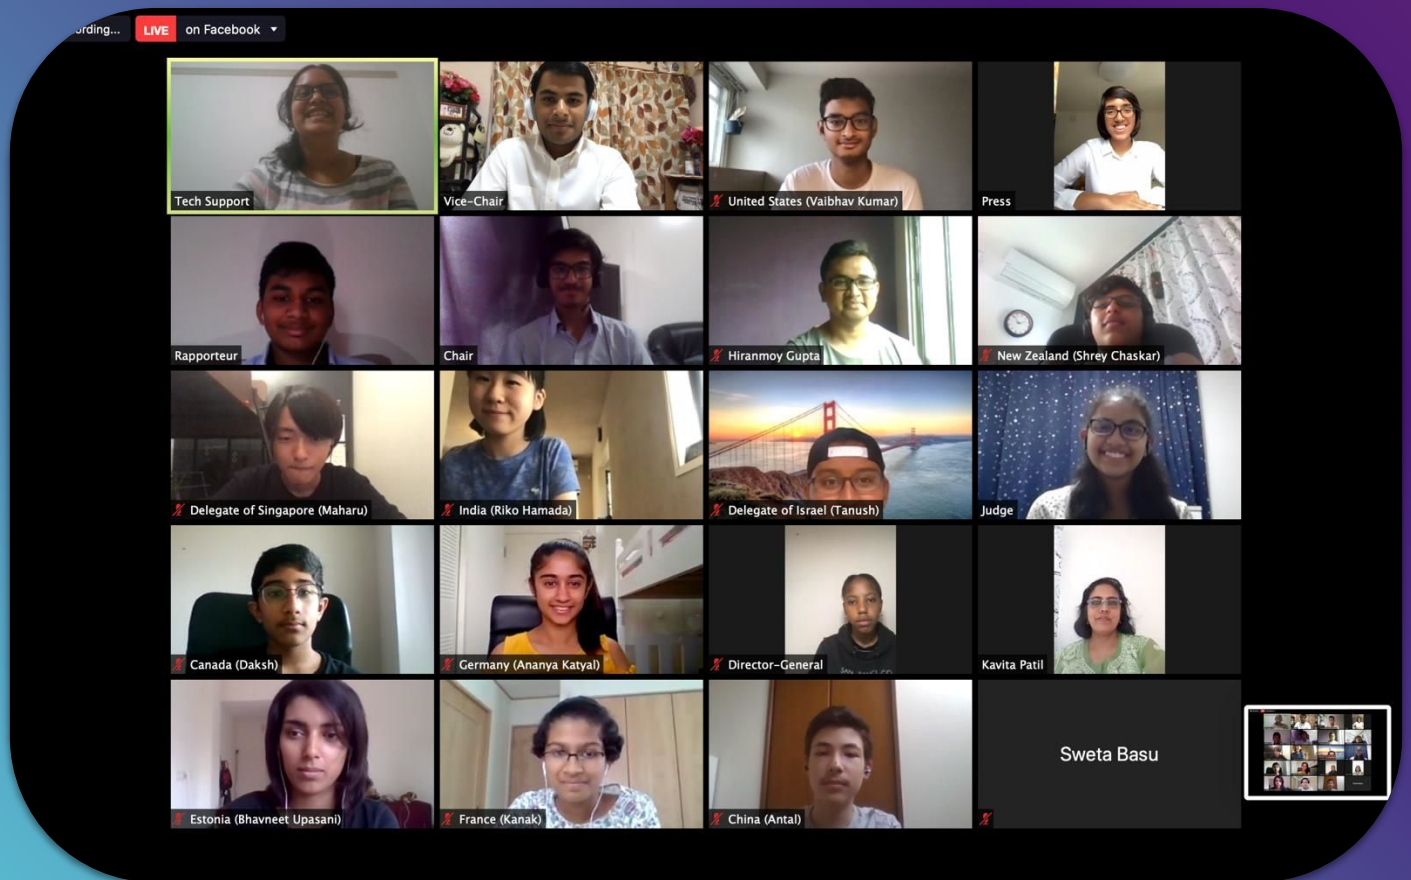 ording...
LIVE on Facebook
Tech Support
Vice-Chair
United States (Vaibhav Kumar)
Press
Rapporteur
Chair
Hiranmoy Gupta
New Zealand (Shrey Chaskar)
Delegate of Singapore (Maharu)
India (Riko Hamada)
Delegate of Israel (Tanush)
Judge
Canada (Daksh)
Germany (Ananya Katyal)
Director-General
Kavita Patil
Estonia (Bhavneet Upasani)
France (Kanak)
China (Antal)
Sweta Basu